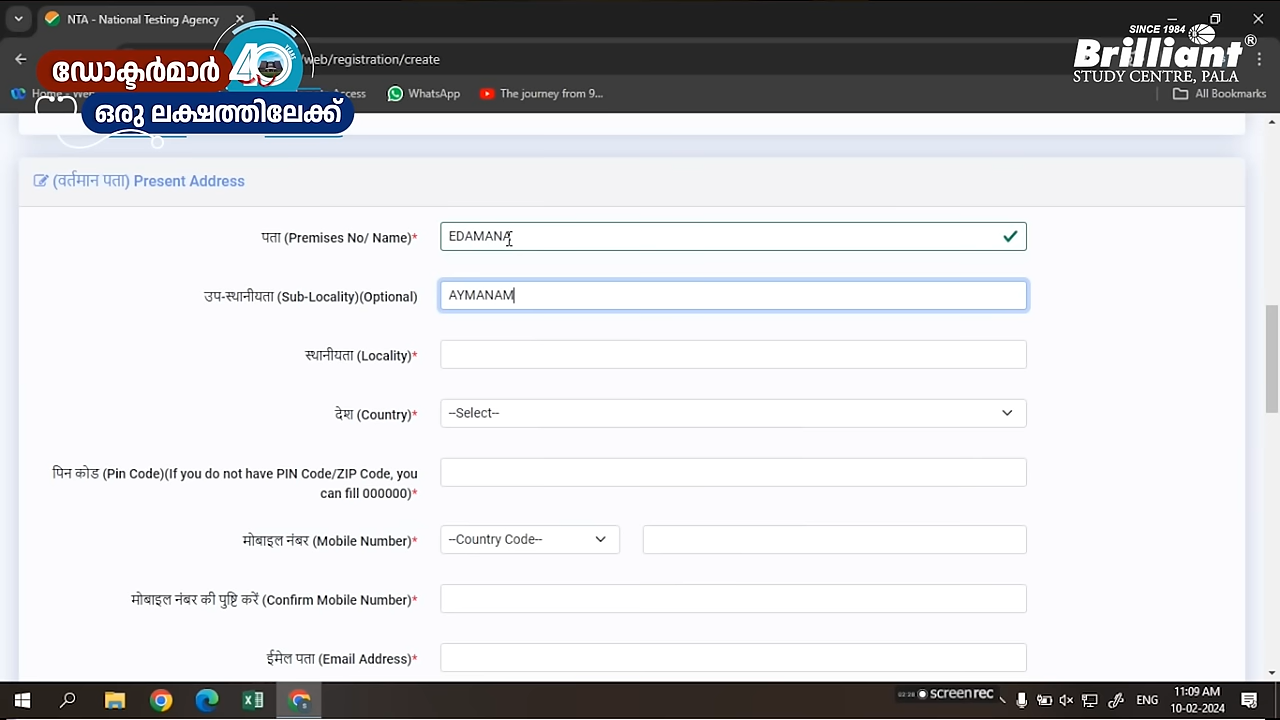 NTA - National Testing Agency
SINCE 1984
Brilliant®
STUDY CENTRE, PALA
ഡോക്ടർമാർ
40
YEARS
ഒരു ലക്ഷത്തിലേക്ക്
/web/registration/create
WhatsApp
The journey from 9...
All Bookmarks
(वर्तमान पता) Present Address
पता (Premises No/ Name)*
EDAMANA
उप-स्थानीयता (Sub-Locality)(Optional)
AYMANAM
स्थानीयता (Locality)*
देश (Country)*
--Select--
पिन कोड (Pin Code)(If you do not have PIN Code/ZIP Code, you
can fill 000000)*
मोबाइल नंबर (Mobile Number)*
--Country Code--
मोबाइल नंबर की पुष्टि करें (Confirm Mobile Number)*
ईमेल पता (Email Address)*
screen rec
ENG
11:09 AM
10-02-2024